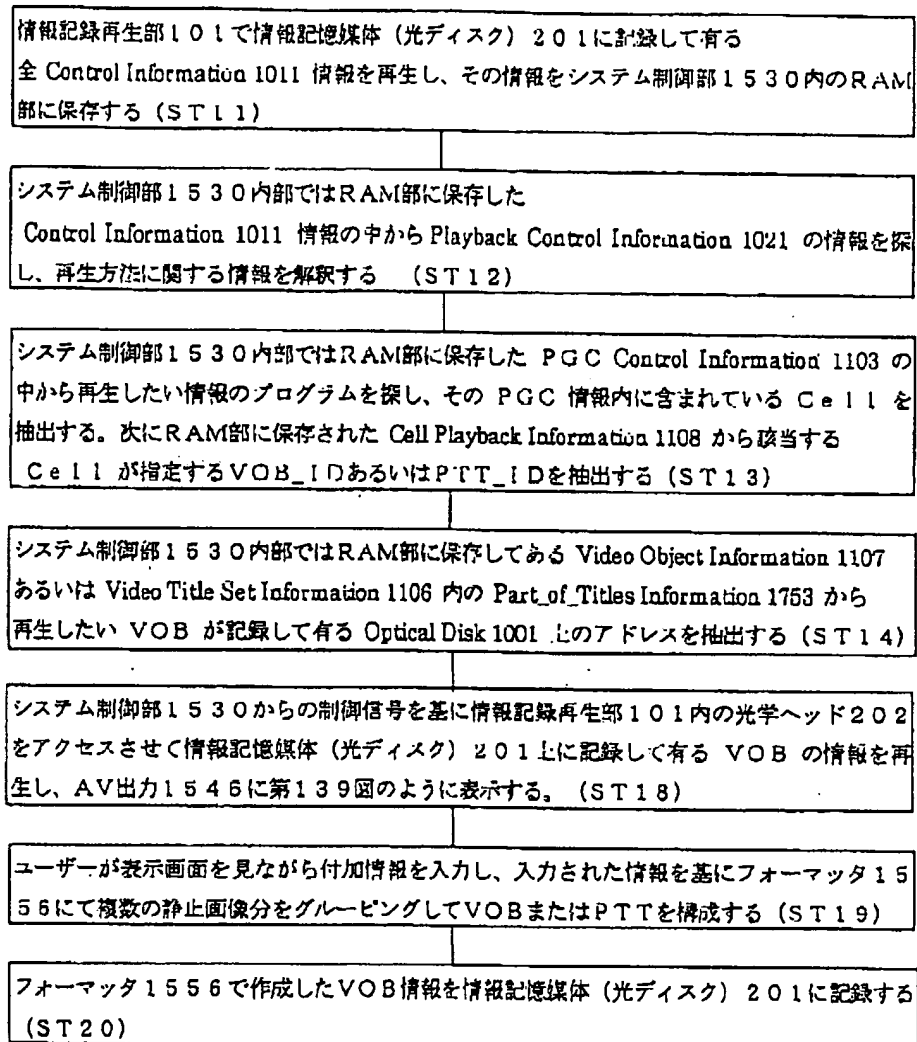 情報記録再生部101で情報記憶媒体（光ディスク）201に記録して有る
全 Control Information 1011 情報を再生し、その情報をシステム制御部1530内のRAM
部に保存する（ST11）
システム制御部1530内部ではRAM部に保存した
Control Information 1011 情報の中から Playback Control Information 1021 の情報を探
し、再生方法に関する情報を解釈する （ST12）
システム制御部1530内部ではRAM部に保存した PGC Control Information 1103 の
中から再生したい情報のプログラムを探し、その PGC 情報内に含まれている Cell を
抽出する。次にRAM部に保存された Cell Playback Information 1108 から該当する
Cell が指定するVOB_IDあるいはPTT_IDを抽出する（ST13）
システム制御部1530内部ではRAM部に保存してある Video Object Information 1107
あるいは Video Title Set Information 1106 内の Part_of_Titles Information 1753 から
再生したい VOB が記録して有る Optical Disk 1001 上のアドレスを抽出する（ST14）
システム制御部1530からの制御信号を基に情報記録再生部101内の光学ヘッド202
をアクセスさせて情報記憶媒体（光ディスク）201上に記録して有る VOB の情報を再
生し、AV出力1546に第139図のように表示する。（ST18）
ユーザーが表示画面を見ながら付加情報を入力し、入力された情報を基にフォーマッタ15
56にて複数の静止画像分をグルーピングしてVOBまたはPTTを構成する（ST19）
フォーマッタ1556で作成したVOB情報を情報記憶媒体（光ディスク）201に記録する
（ST20）